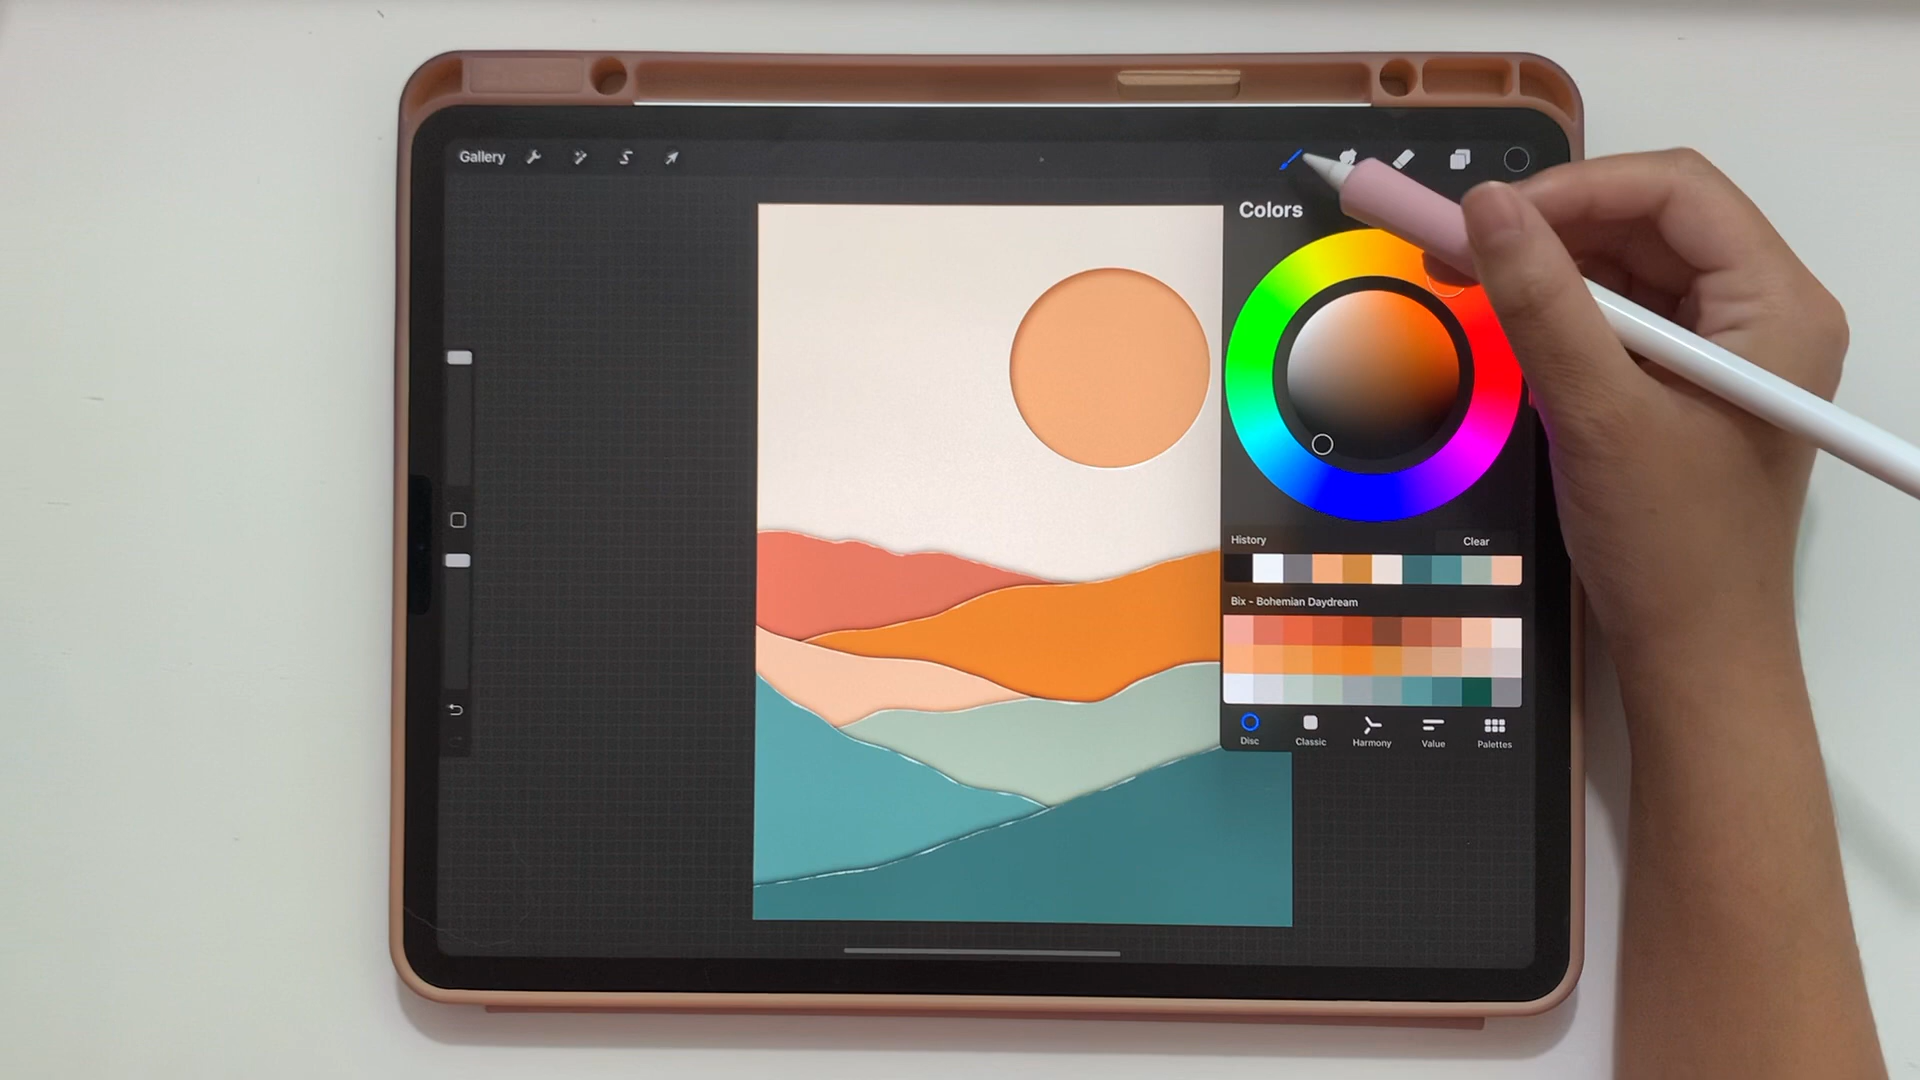 Gallery
Colors
History
Clear
Bix - Bohemian Daydream
Disc
Classic
Harmony
Value
Palettes